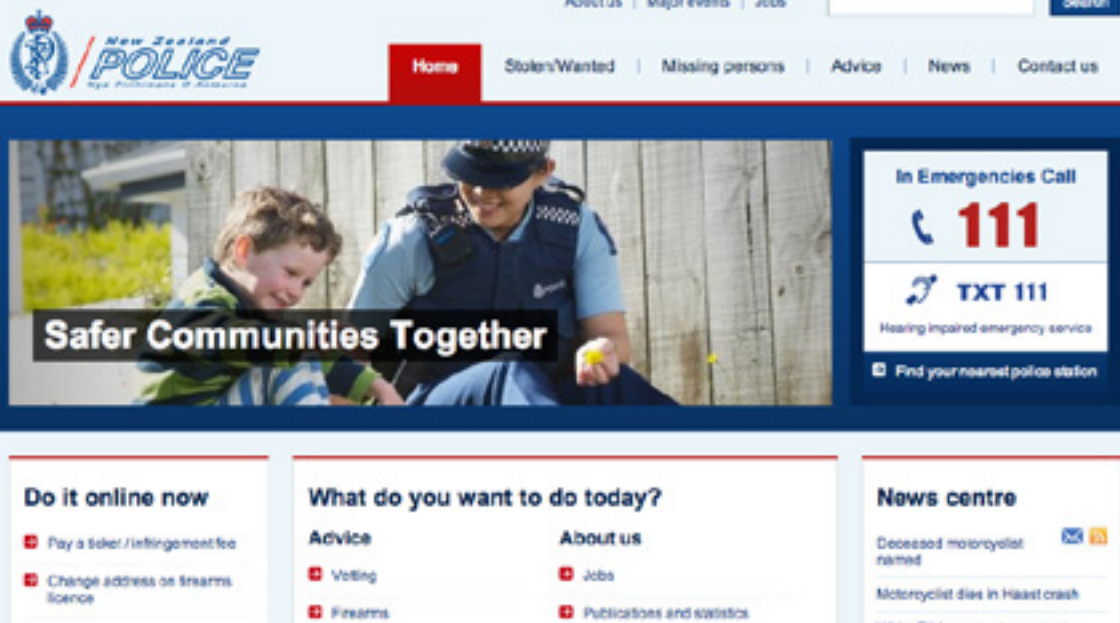 About us | Major events | Jobs
Search
New Zealand
POLICE
Home
Stolen/Wanted | Missing persons | Advice | News | Contact us
In Emergencies Call
111
TXT 111
Hearing impaired emergency service
Find your nearest police station
Safer Communities Together
Do it online now
Pay a ticket / infringement fee
Change address on firearms
licence
What do you want to do today?
Advice
Vetting
Firearms
About us
Jobs
Publications and statistics
News centre
Deceased motorcyclist
named
Motorcyclist dies in Haast crash